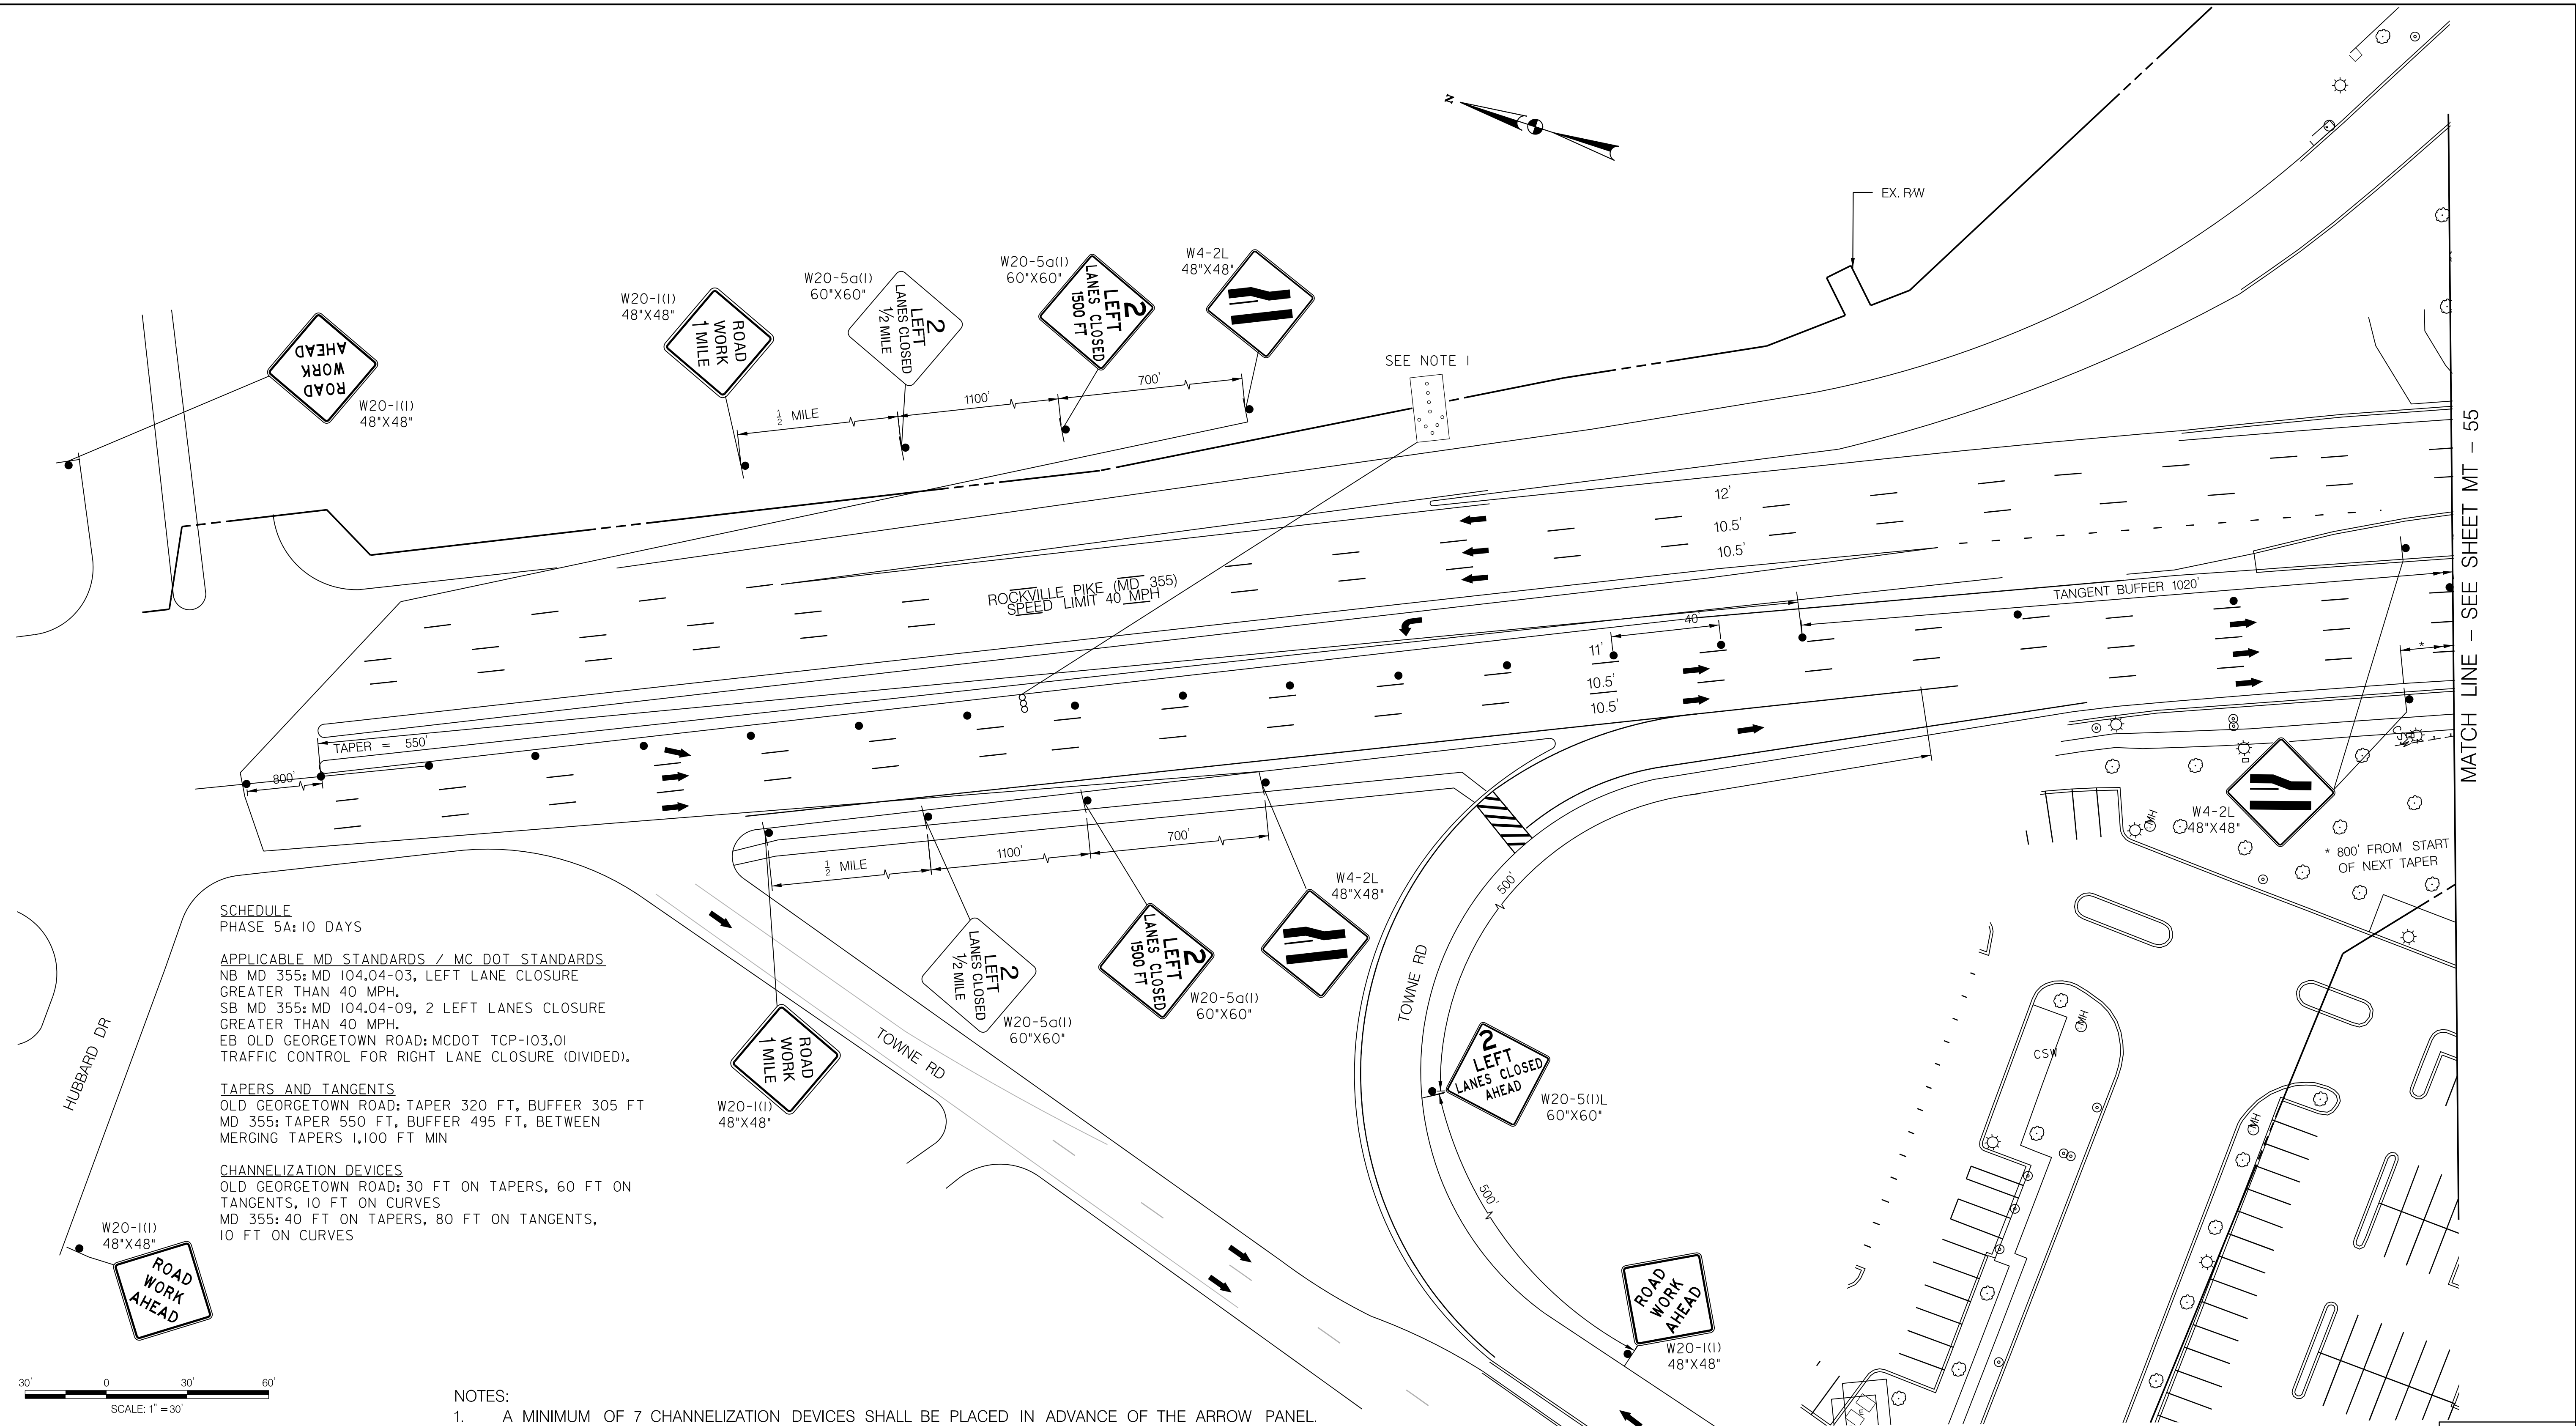 N
EX. R/W
W20-1(1)
48"X48"
ROAD
WORK
AHEAD
W20-1(1)
48"X48"
ROAD
WORK
1 MILE
W20-5a(1)
60"X60"
2
LEFT
LANES CLOSED
1/2 MILE
W20-5a(1)
60"X60"
2
LEFT
LANES CLOSED
1500 FT
W4-2L
48"X48"
1/2 MILE
1100'
700'
SEE NOTE 1
12'
10.5'
10.5'
ROCKVILLE PIKE (MD 355)
SPEED LIMIT 40 MPH
TANGENT BUFFER 1020'
40'
11'
10.5'
10.5'
*
TAPER = 550'
800'
MATCH LINE - SEE SHEET MT - 55
1/2 MILE
1100'
700'
W4-2L
48"X48"
* 800' FROM START
OF NEXT TAPER
MH
W4-2L
48"X48"
2
LEFT
LANES CLOSED
1500 FT
W20-5a(1)
60"X60"
2
LEFT
LANES CLOSED
1/2 MILE
W20-5a(1)
60"X60"
ROAD
WORK
1 MILE
W20-1(1)
48"X48"
TOWNE RD
TOWNE RD
500'
500'
2
LEFT
LANES CLOSED
AHEAD
W20-5(1)L
60"X60"
ROAD
WORK
AHEAD
W20-1(1)
48"X48"
MH
CSW
MH
HUBBARD DR
SCHEDULE
PHASE 5A: 10 DAYS
APPLICABLE MD STANDARDS / MC DOT STANDARDS
NB MD 355: MD 104.04-03, LEFT LANE CLOSURE
GREATER THAN 40 MPH.
SB MD 355: MD 104.04-09, 2 LEFT LANES CLOSURE
GREATER THAN 40 MPH.
EB OLD GEORGETOWN ROAD: MCDOT TCP-103.01
TRAFFIC CONTROL FOR RIGHT LANE CLOSURE (DIVIDED).
TAPERS AND TANGENTS
OLD GEORGETOWN ROAD: TAPER 320 FT, BUFFER 305 FT
MD 355: TAPER 550 FT, BUFFER 495 FT, BETWEEN
MERGING TAPERS 1,100 FT MIN
CHANNELIZATION DEVICES
OLD GEORGETOWN ROAD: 30 FT ON TAPERS, 60 FT ON
TANGENTS, 10 FT ON CURVES
MD 355: 40 FT ON TAPERS, 80 FT ON TANGENTS,
10 FT ON CURVES
W20-1(1)
48"X48"
ROAD
WORK
AHEAD
30' 0 30' 60'
SCALE: 1" = 30'
NOTES:
1. A MINIMUM OF 7 CHANNELIZATION DEVICES SHALL BE PLACED IN ADVANCE OF THE ARROW PANEL.